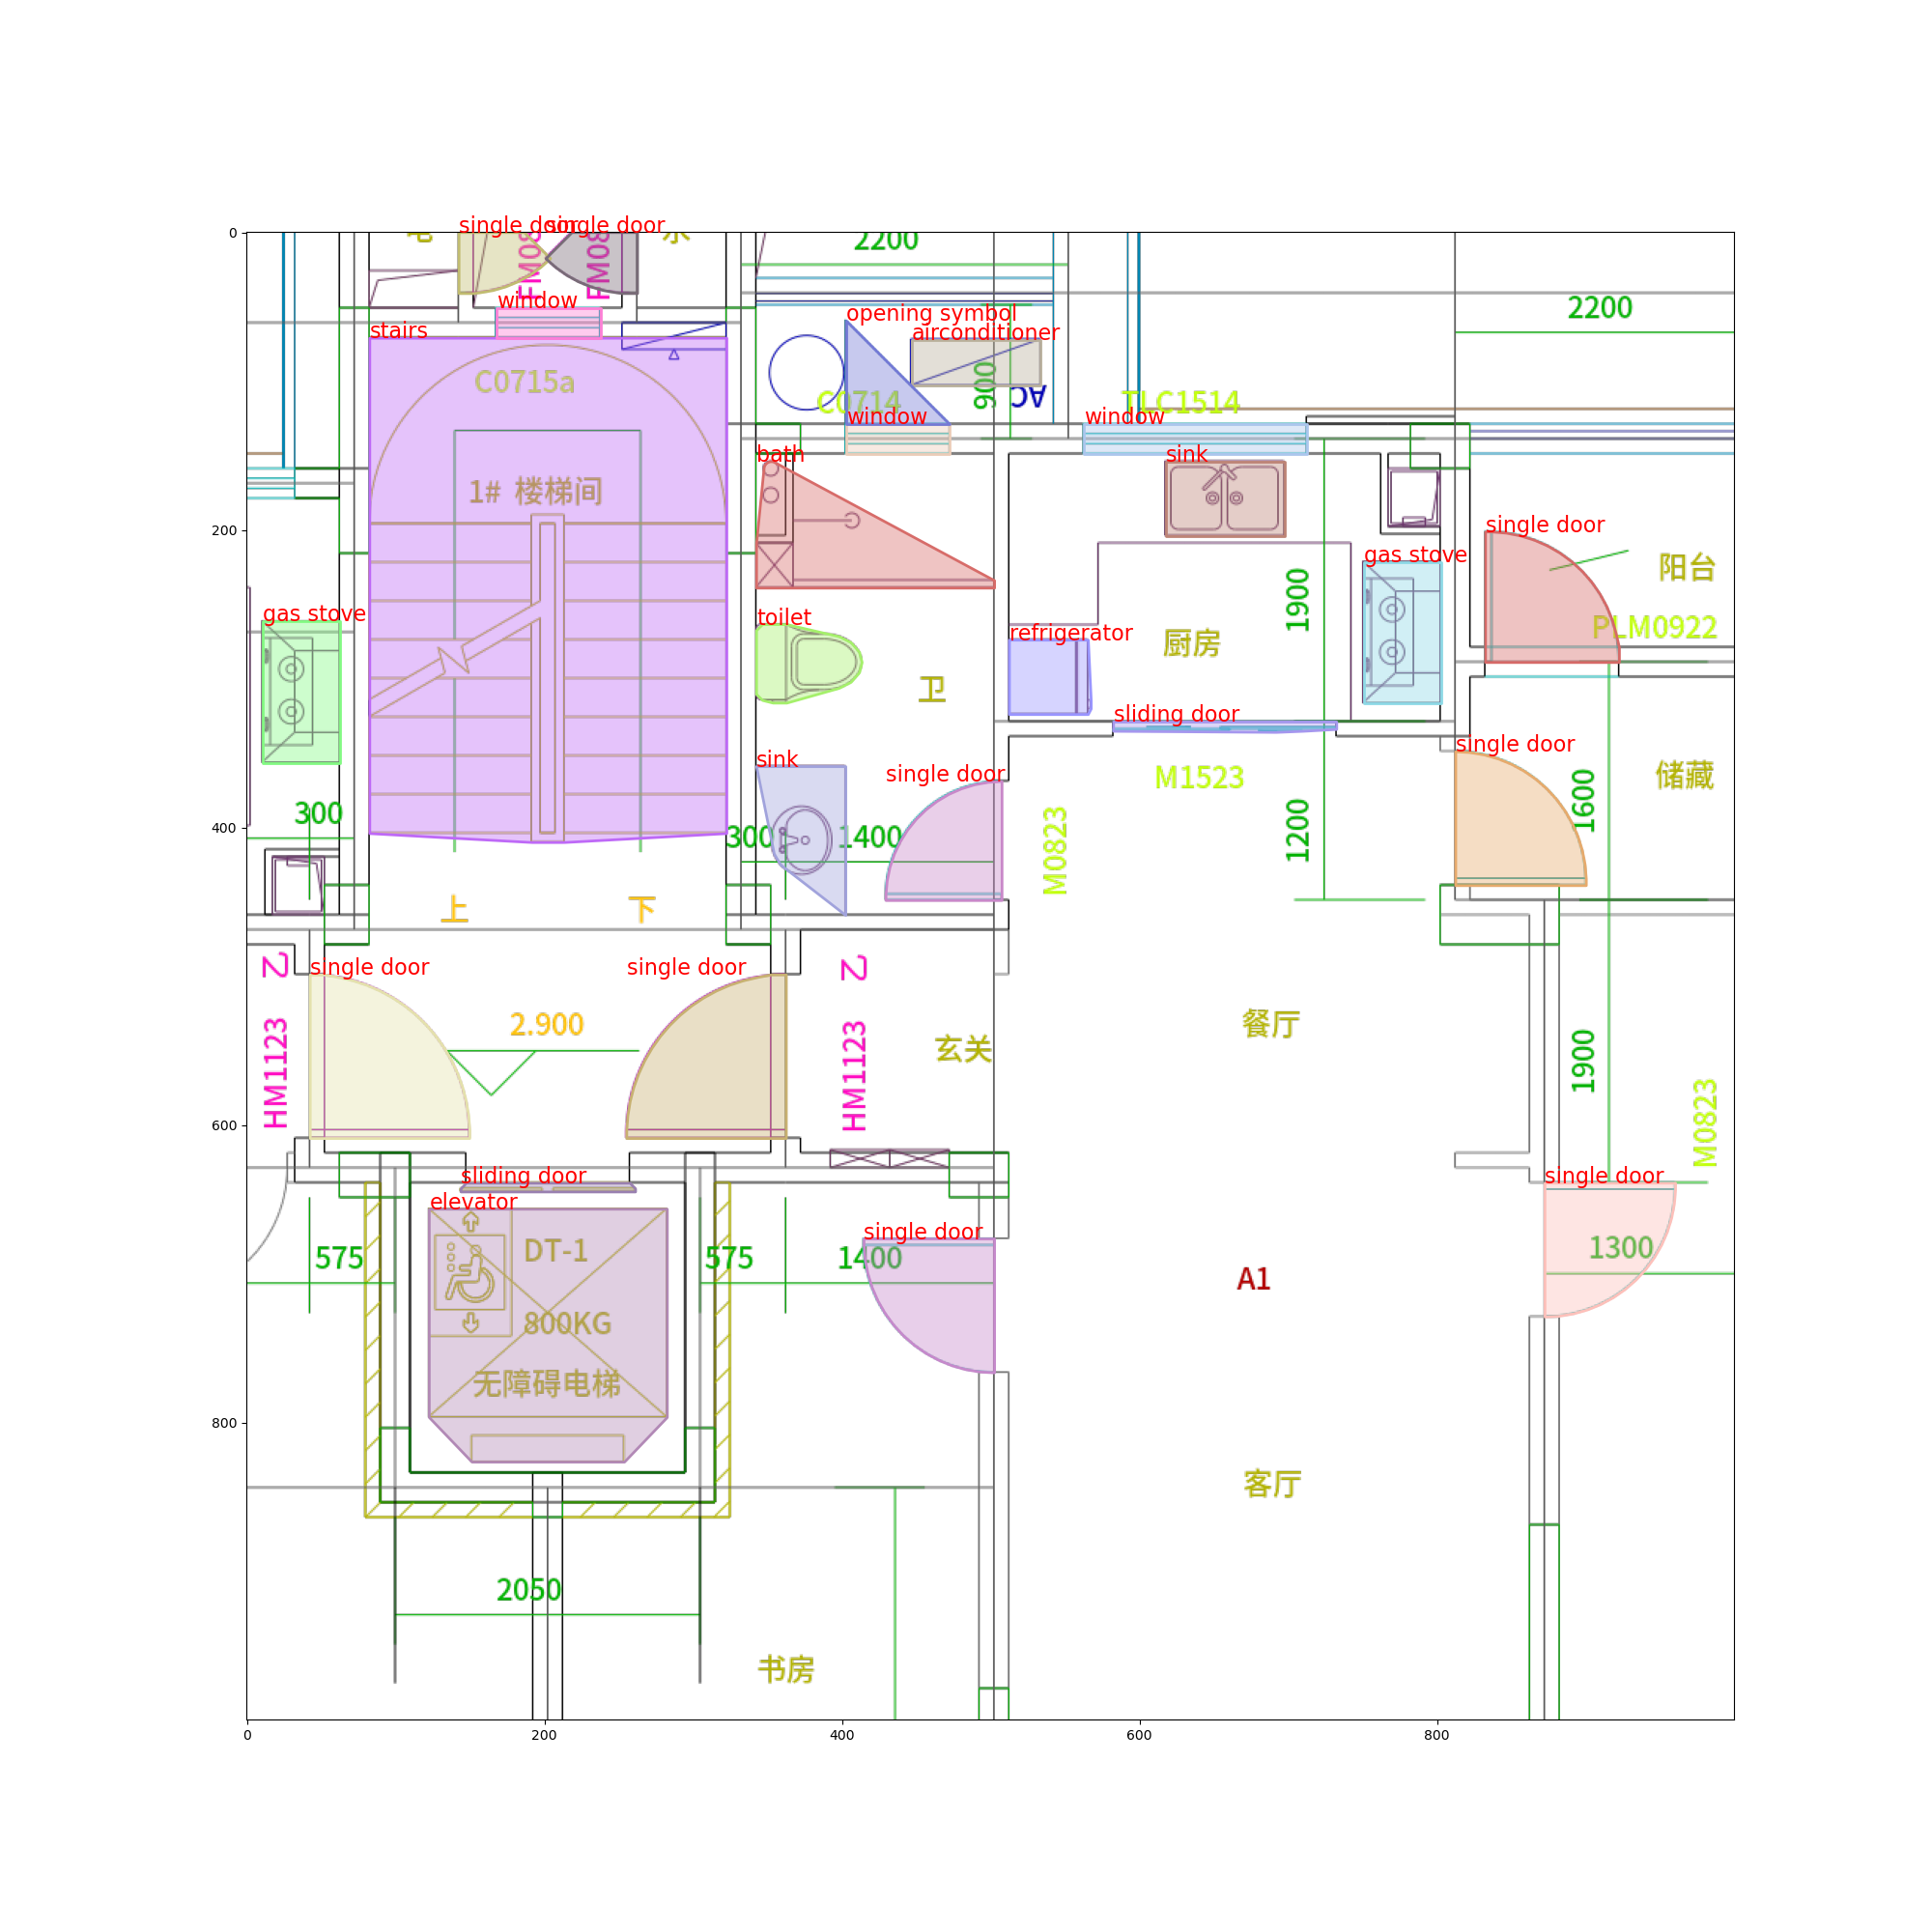 single door
single door
FM08
FM08
2200
window
2200
opening symbol
stairs
airconditioner
C0715a
900
AC
C0714
TLC1514
window
window
bath
sink
1# 楼梯间
single door
gas stove
阳台
1900
gas stove
toilet
PLM0922
refrigerator
厨房
卫
sliding door
single door
sink
single door
M1523
储藏
1600
300
300
1400
1200
M0823
上
下
乙
single door
single door
乙
2.900
餐厅
HM1123
HM1123
玄关
1900
M0823
sliding door
single door
elevator
single door
DT-1
575
575
1400
1300
A1
800KG
无障碍电梯
客厅
2050
书房
0
200
400
600
800
0
200
400
600
800